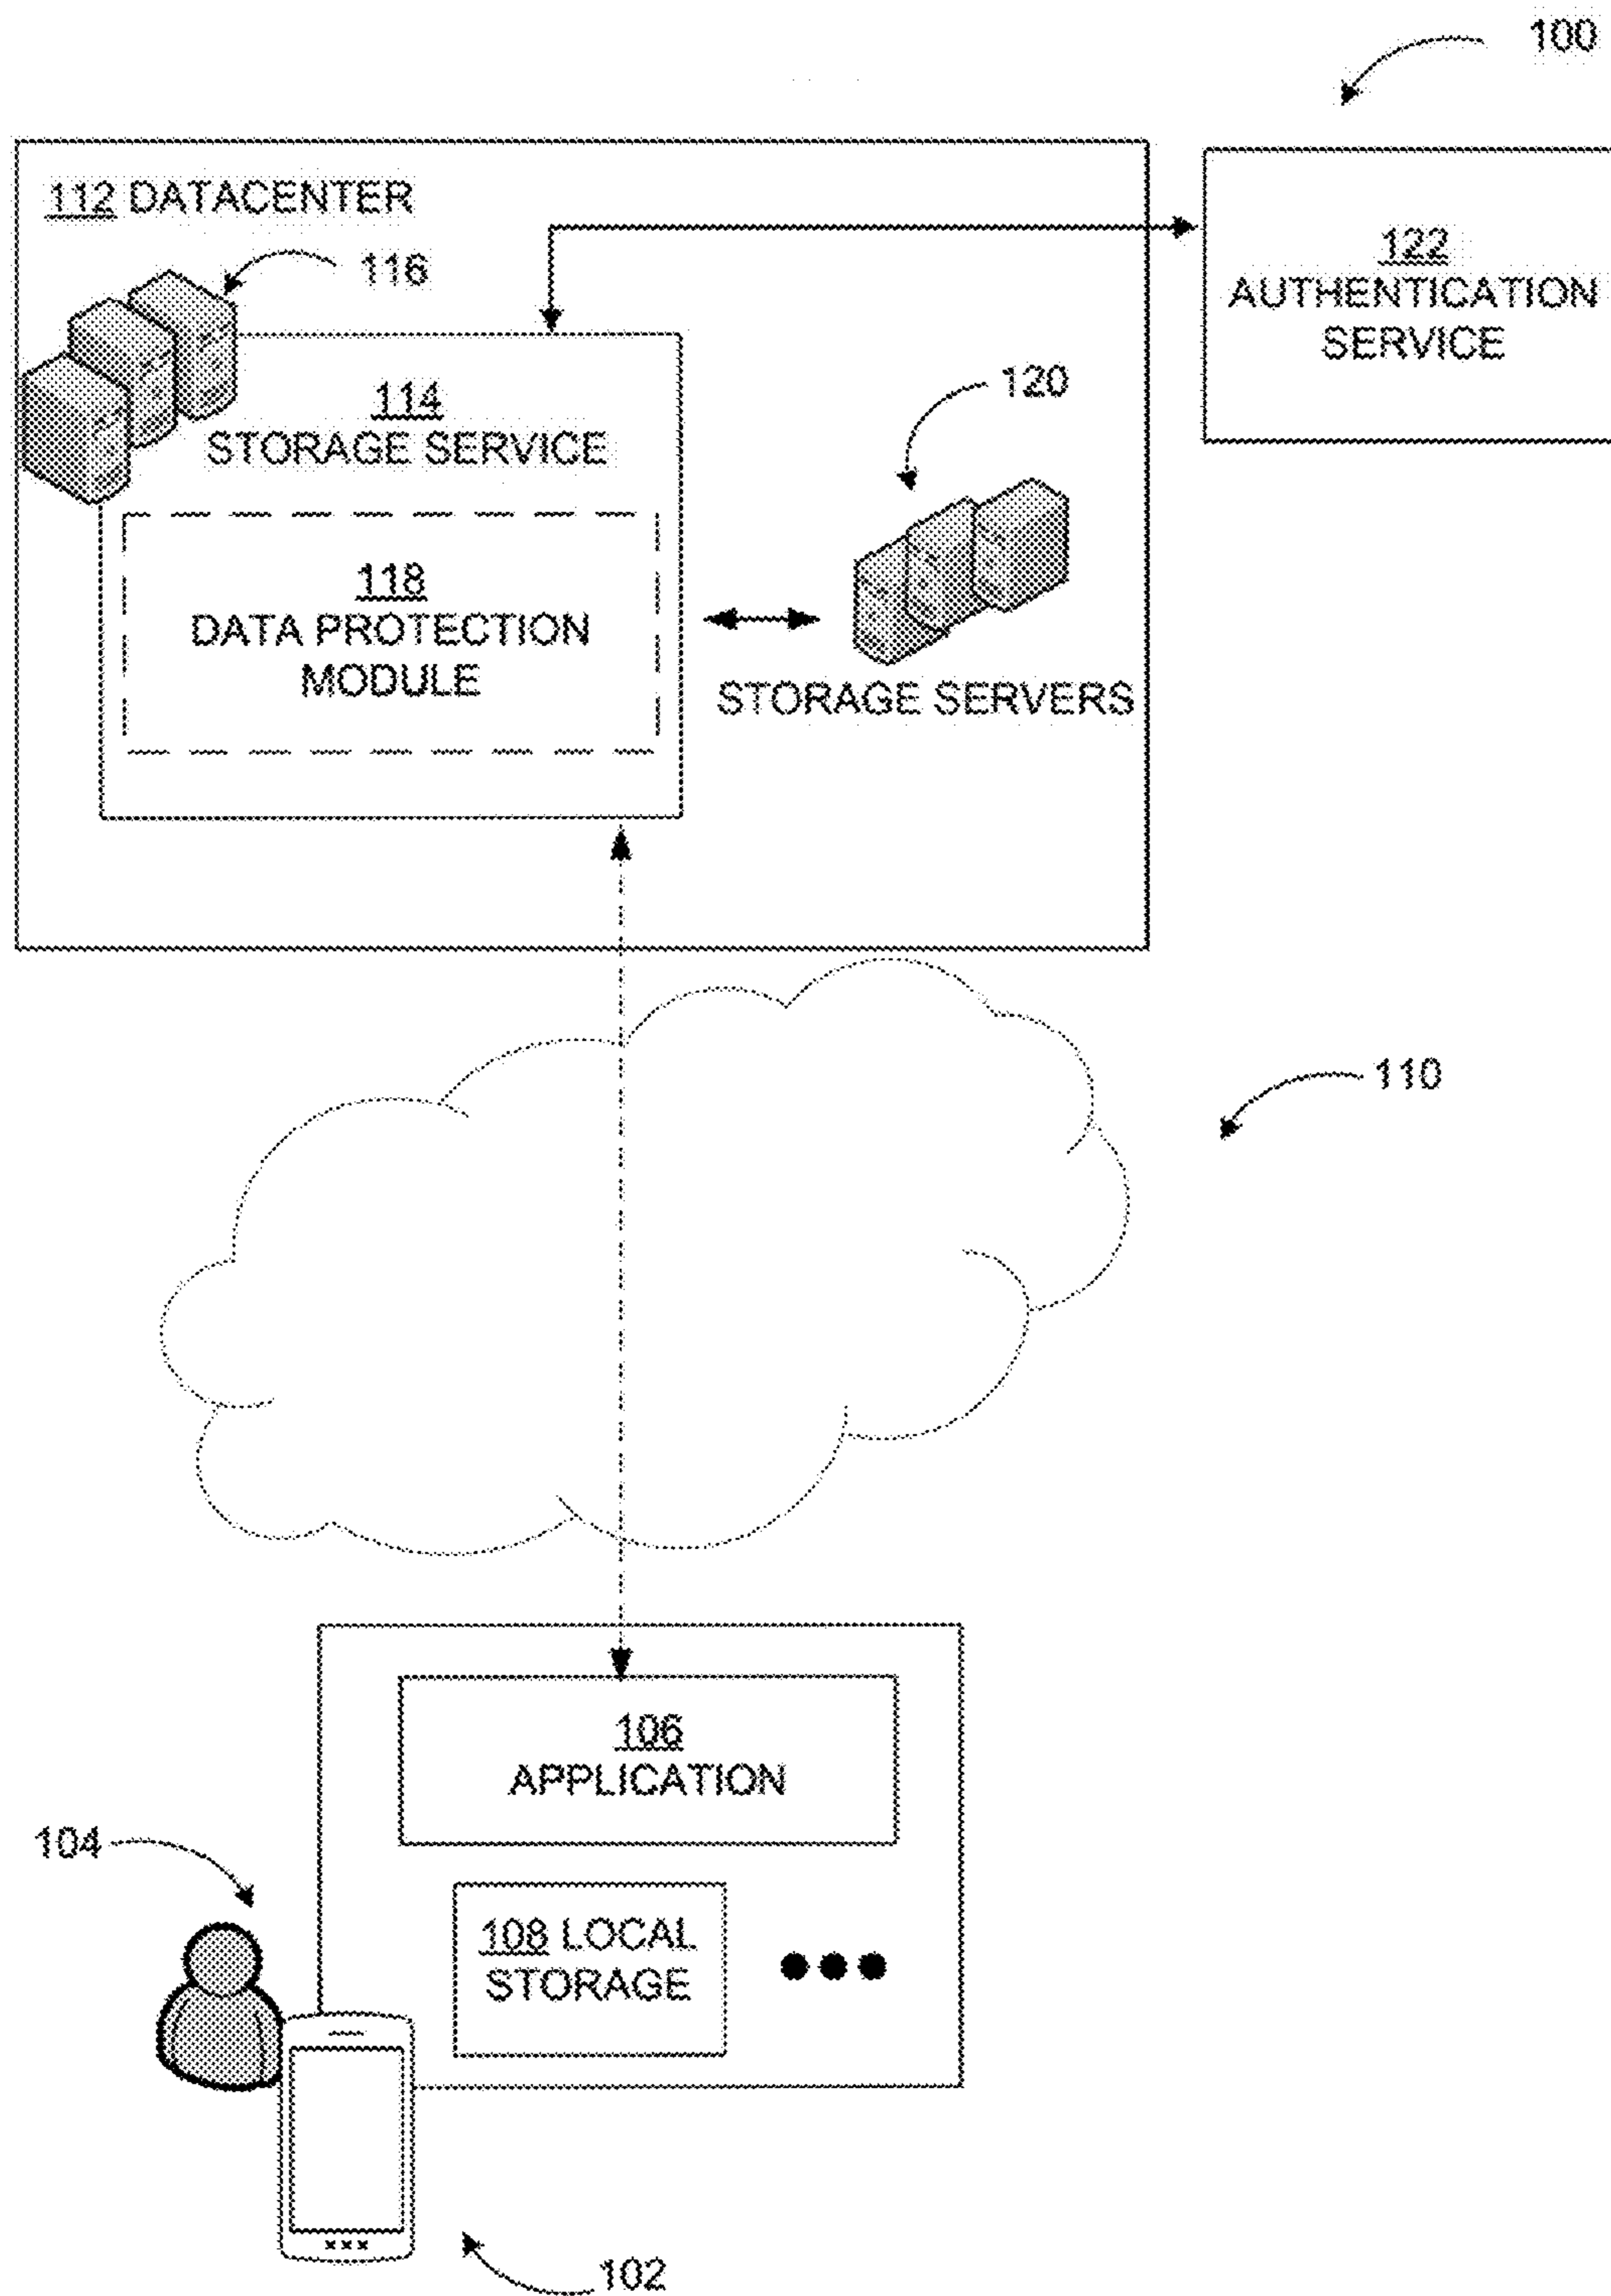 100
112 DATACENTER
116
122
AUTHENTICATION
SERVICE
114
STORAGE SERVICE
120
118
DATA PROTECTION
MODULE
STORAGE SERVERS
110
106
APPLICATION
104
108 LOCAL
STORAGE
102